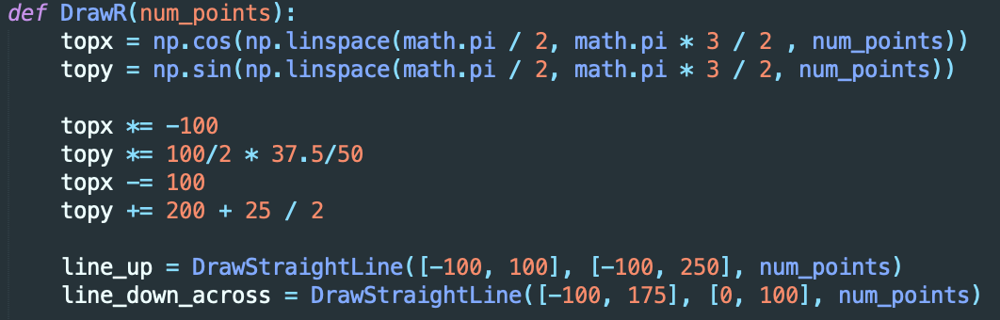 def DrawR(num_points):
    topx = np.cos(np.linspace(math.pi / 2, math.pi * 3 / 2 , num_points))
    topy = np.sin(np.linspace(math.pi / 2, math.pi * 3 / 2, num_points))

    topx *= -100
    topy *= 100/2 * 37.5/50
    topx -= 100
    topy += 200 + 25 / 2

    line_up = DrawStraightLine([-100, 100], [-100, 250], num_points)
    line_down_across = DrawStraightLine([-100, 175], [0, 100], num_points)